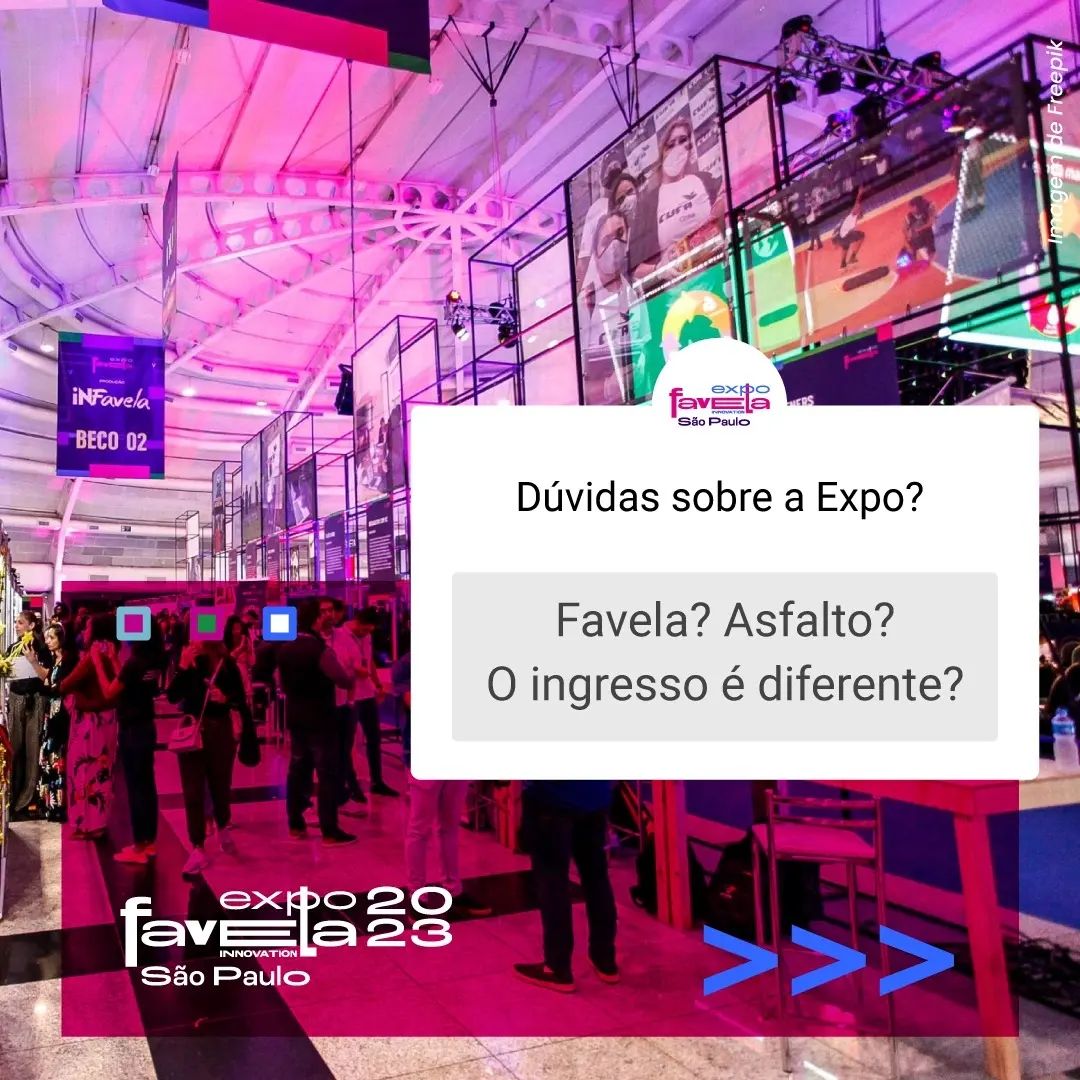 Imagem de Freepik
CUFA
expo
favela
PRODUÇÃO
iNFavela
BECO 02
expo
favela
INNOVATION
São Paulo
Dúvidas sobre a Expo?
Favela? Asfalto?
O ingresso é diferente?
expo 20
favela 23
INNOVATION
São Paulo
>>>